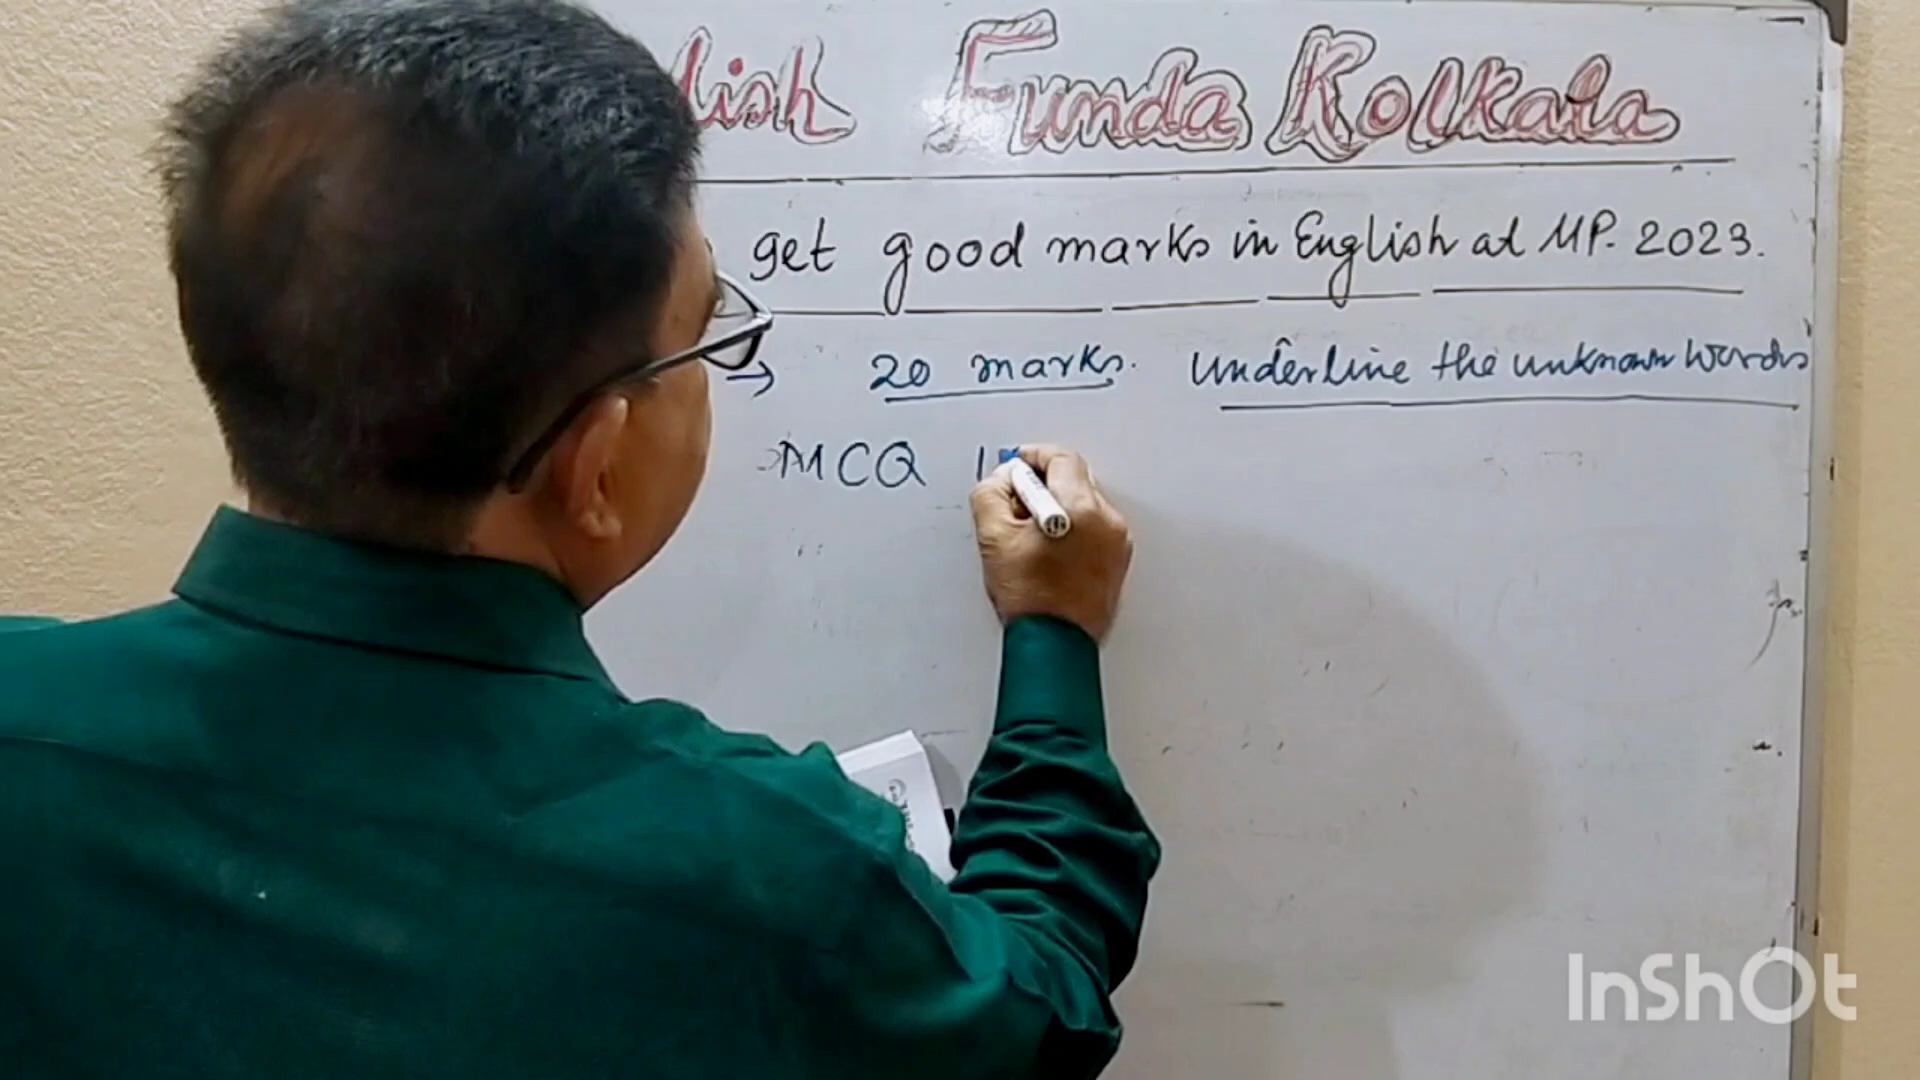 lish Funda Kolkata
get good marks in English at MP. 2023.
→ 20 marks. Underline the unknown words
MCQ 1
InShOt